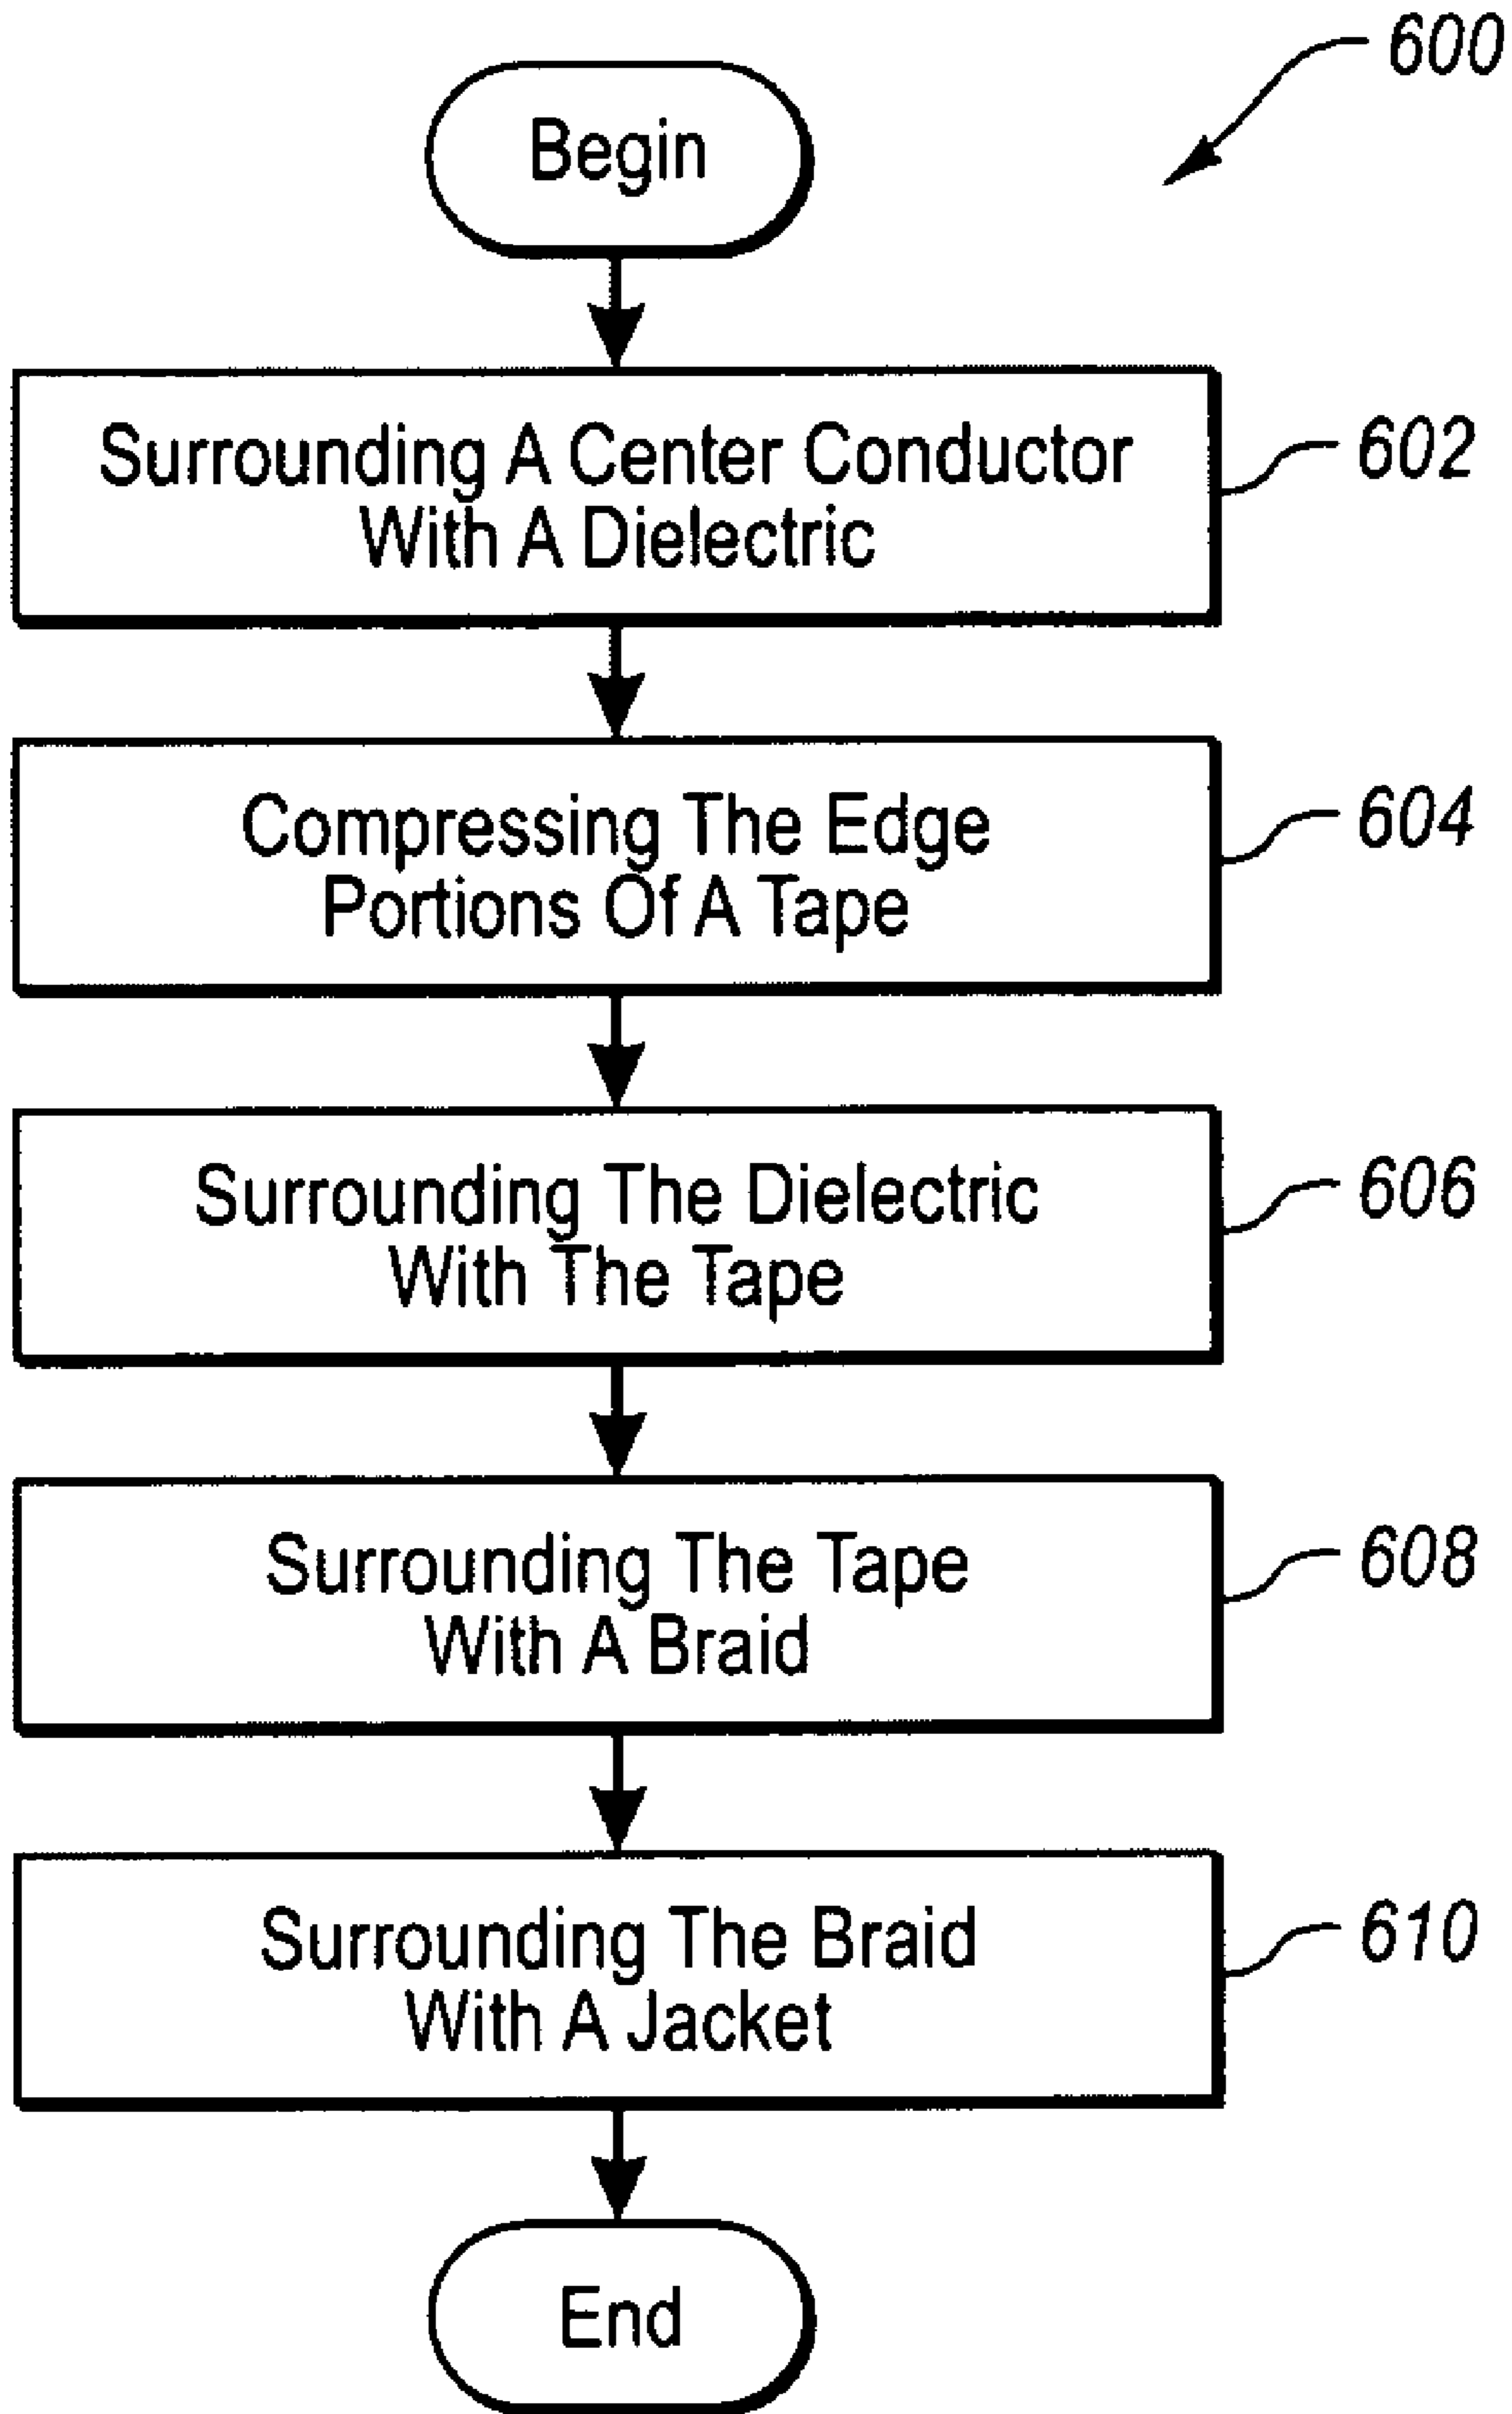 600
Begin
Surrounding A Center Conductor
With A Dielectric
602
Compressing The Edge
Portions Of A Tape
604
Surrounding The Dielectric
With The Tape
606
Surrounding The Tape
With A Braid
608
Surrounding The Braid
With A Jacket
610
End